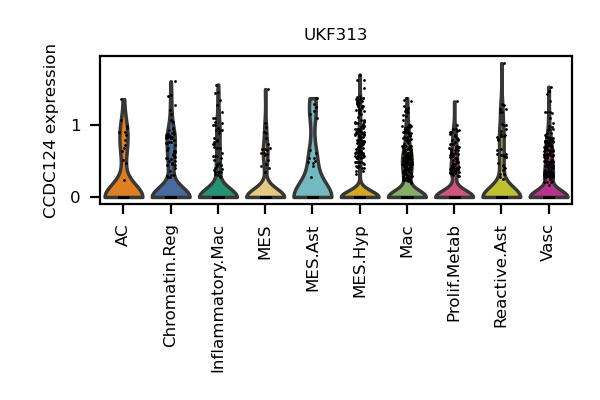 UKF313
CCDC124 expression
1
0
AC
Chromatin.Reg
Inflammatory.Mac
MES
MES.Ast
MES.Hyp
Mac
Prolif.Metab
Reactive.Ast
Vasc